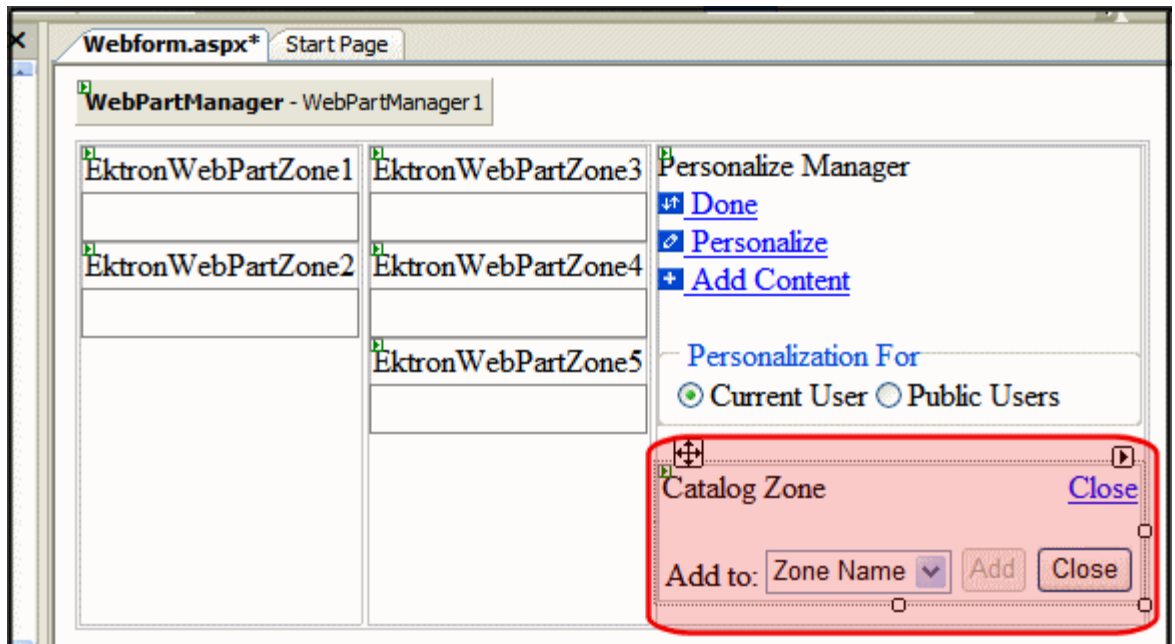 Webform.aspx* Start Page
WebPartManager - WebPartManager1
EktronWebPartZone1 EktronWebPartZone3 Personalize Manager
Done
Personalize
EktronWebPartZone2 EktronWebPartZone4
Add Content
EktronWebPartZone5 Personalization For
Current User Public Users
Catalog Zone Close
Add to: Zone Name Add Close